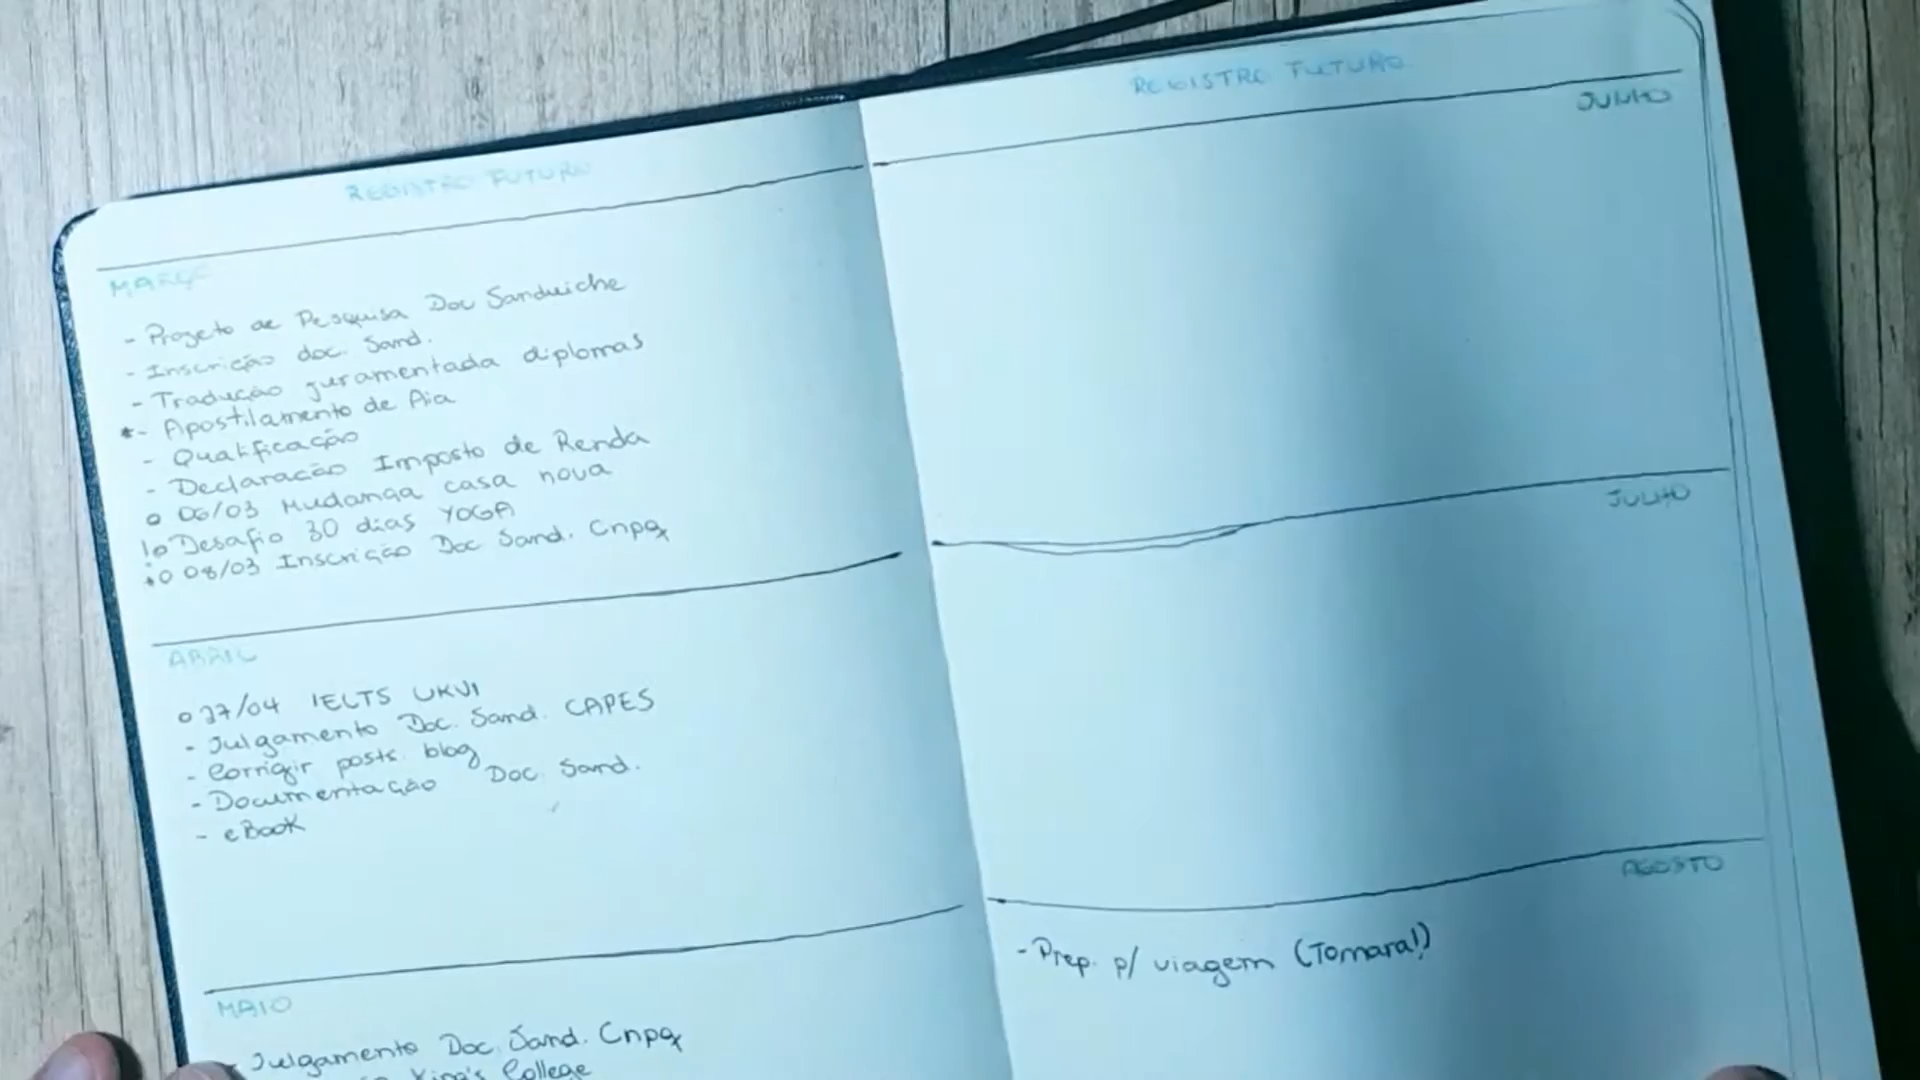 REGISTRO FUTURO
MARÇO
- Projeto de Pesquisa Doc Sanduiche
- Inscrição doc. Sand.
- Tradução juramentada diplomas
*- Apostilamento de Aia
- Qualificação
- Declaração Imposto de Renda
o 06/03 Mudança casa nova
!o Desafio 30 dias YOGA
*o 08/03 Inscrição Doc Sand. Cnpq
ABRIL
o 27/04 IELTS UKVI
- Julgamento Doc. Sand. CAPES
- Corrigir posts blog
- Documentação Doc. Sand.
- eBook
MAIO
- Julgamento Doc. Sand. Cnpq
King's College
REGISTRO FUTURO
JUNHO
JULHO
AGOSTO
- Prep. p/ viagem (Tomara!)